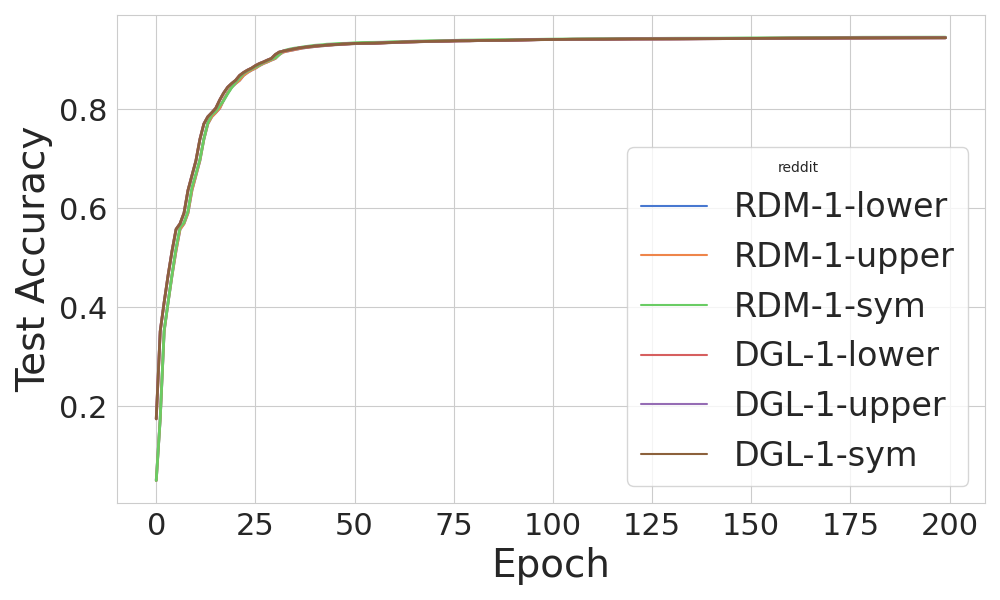 Test Accuracy
0.8
0.6
0.4
0.2
reddit
RDM-1-lower
RDM-1-upper
RDM-1-sym
DGL-1-lower
DGL-1-upper
DGL-1-sym
0 25 50 75 100 125 150 175 200
Epoch